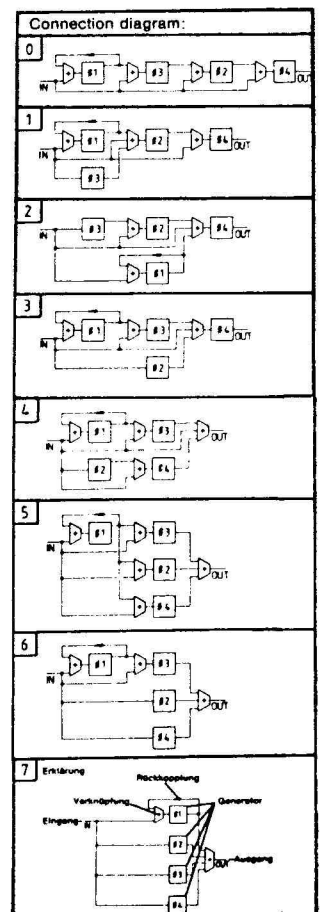 Connection diagram:
0
#1 #3 #2 #4
IN OUT
1
#1 #2 #4
IN OUT
#3
2
#3 #2 #4
IN OUT
#1
3
#1 #3 #4
IN OUT
#2
4
#1 #3
IN OUT
#2 #4
5
#1 #3
IN
#2
OUT
#4
6
#1 #3
IN
#2
OUT
#4
7 Erklärung
Rückkopplung
Verknüpfung Generator
#1
Eingang IN
#2
Ausgang
OUT
#3
#4